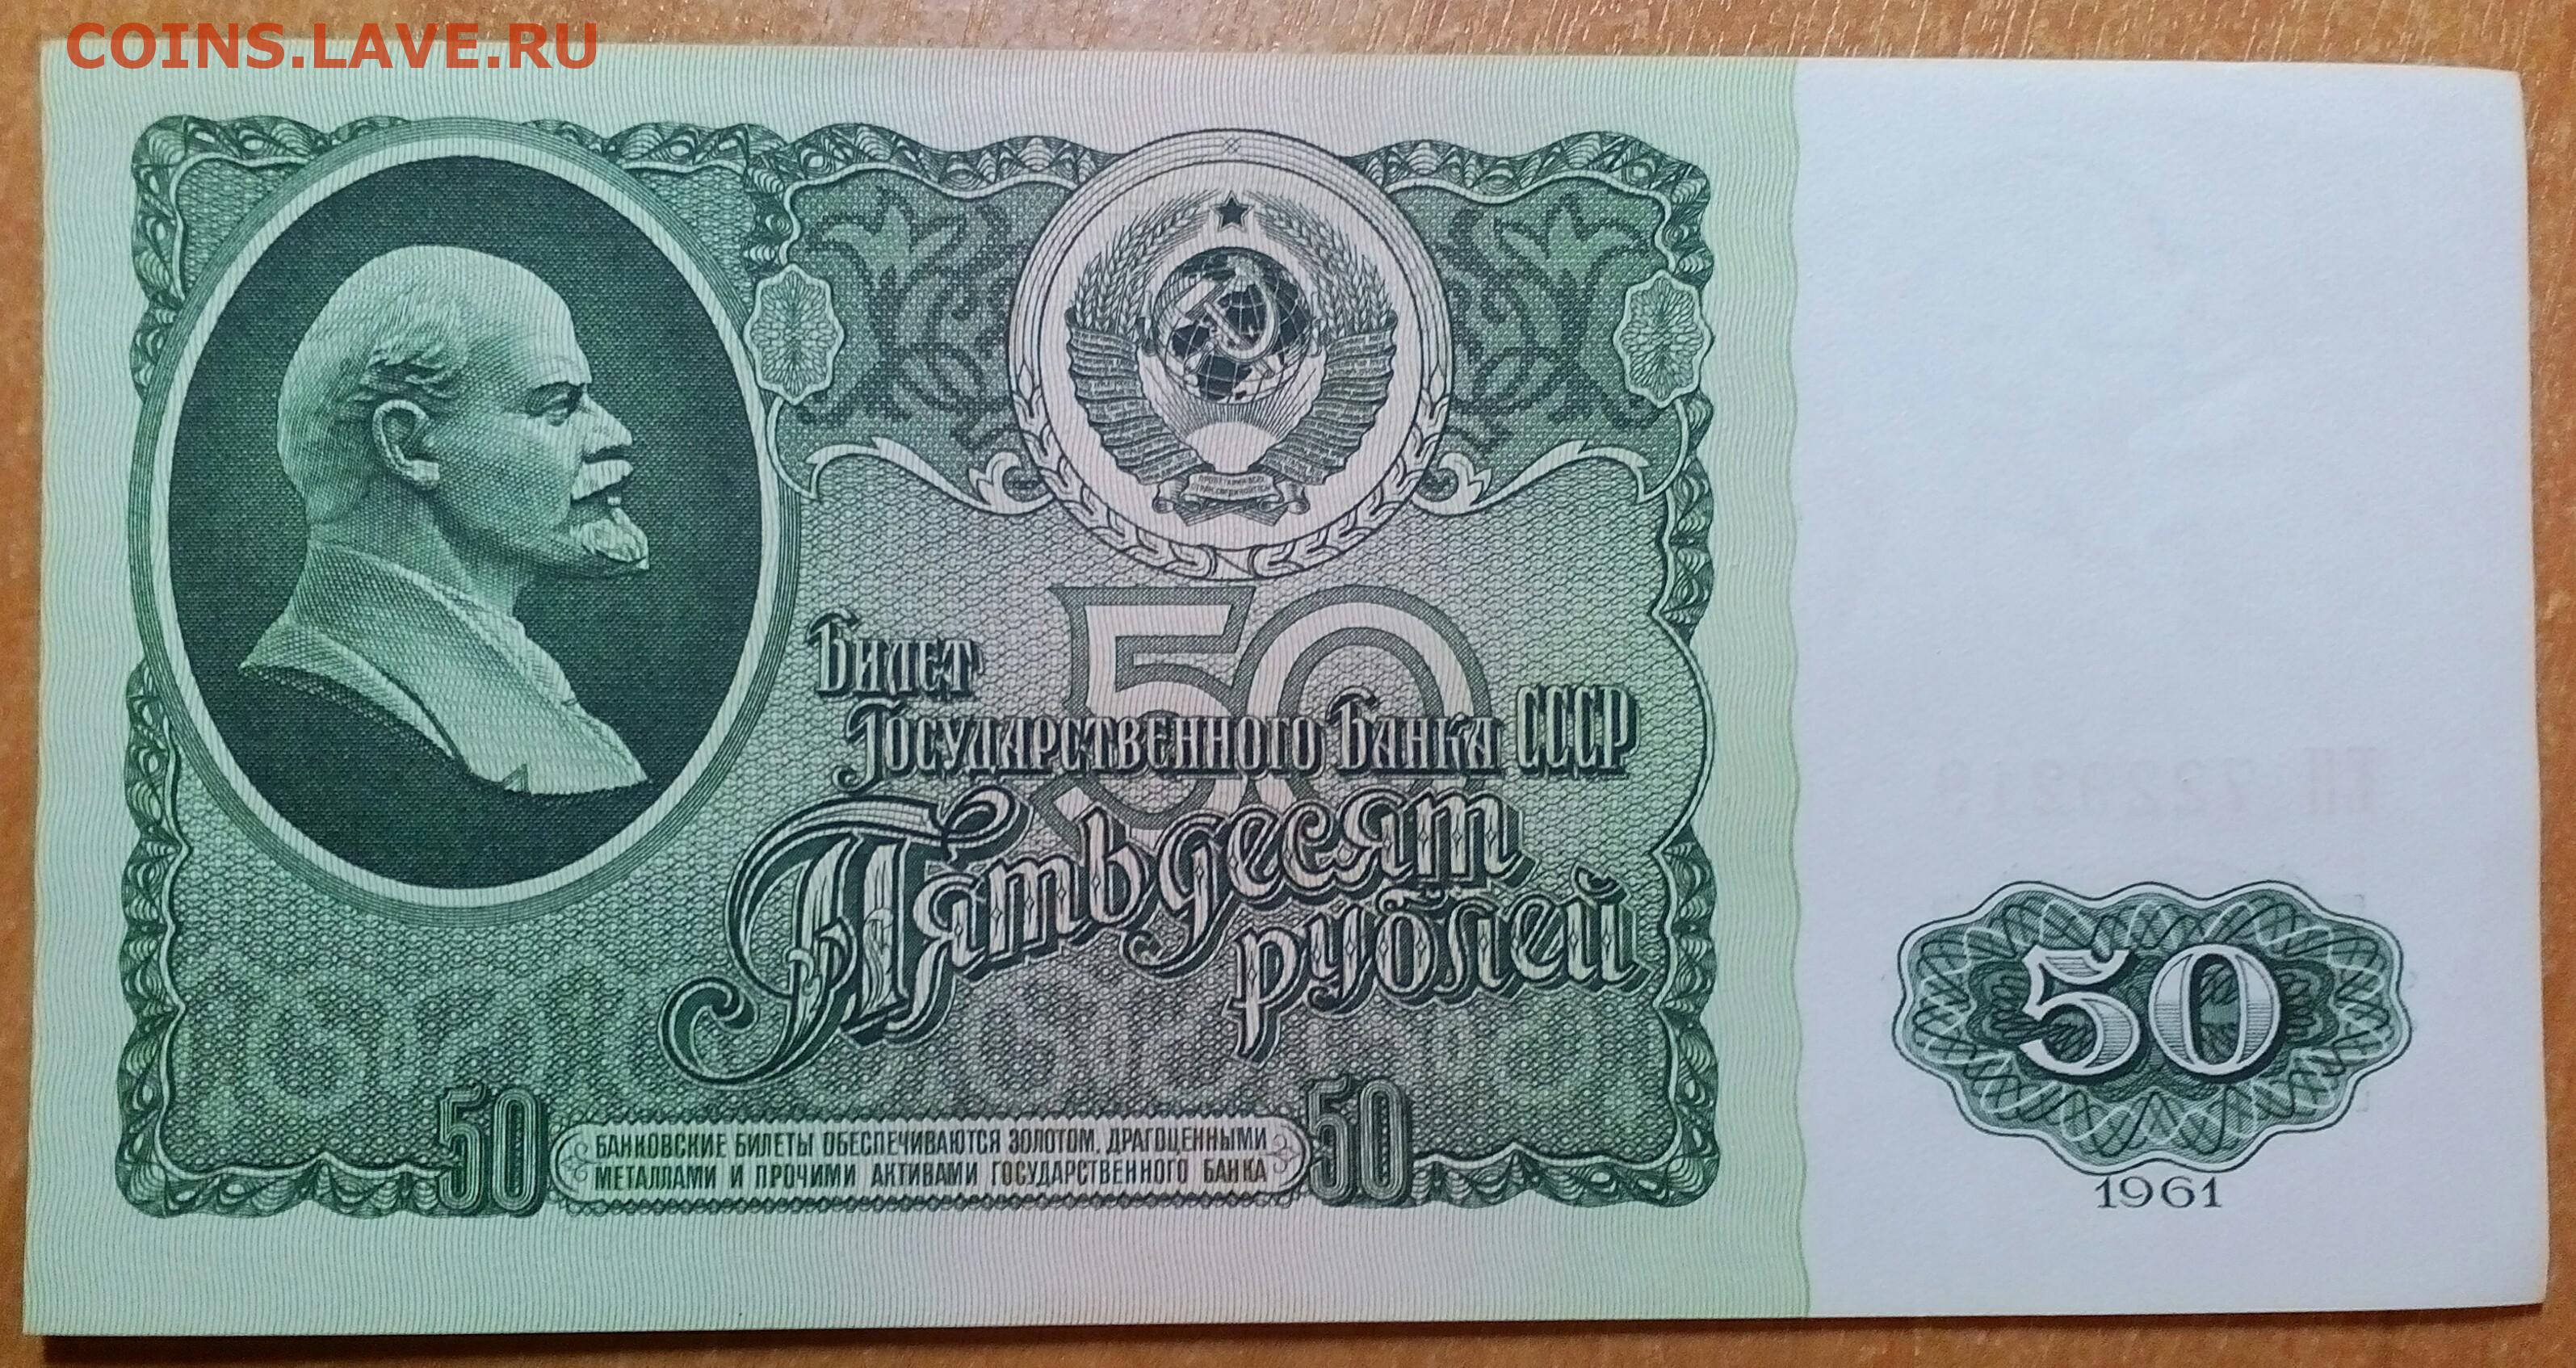 COINS.LAVE.RU
50
Билет
Государственного Банка СССР
Пятьдесят
рублей
50
БАНКОВСКИЕ БИЛЕТЫ ОБЕСПЕЧИВАЮТСЯ ЗОЛОТОМ, ДРАГОЦЕННЫМИ
МЕТАЛЛАМИ И ПРОЧИМИ АКТИВАМИ ГОСУДАРСТВЕННОГО БАНКА
50
50
1961